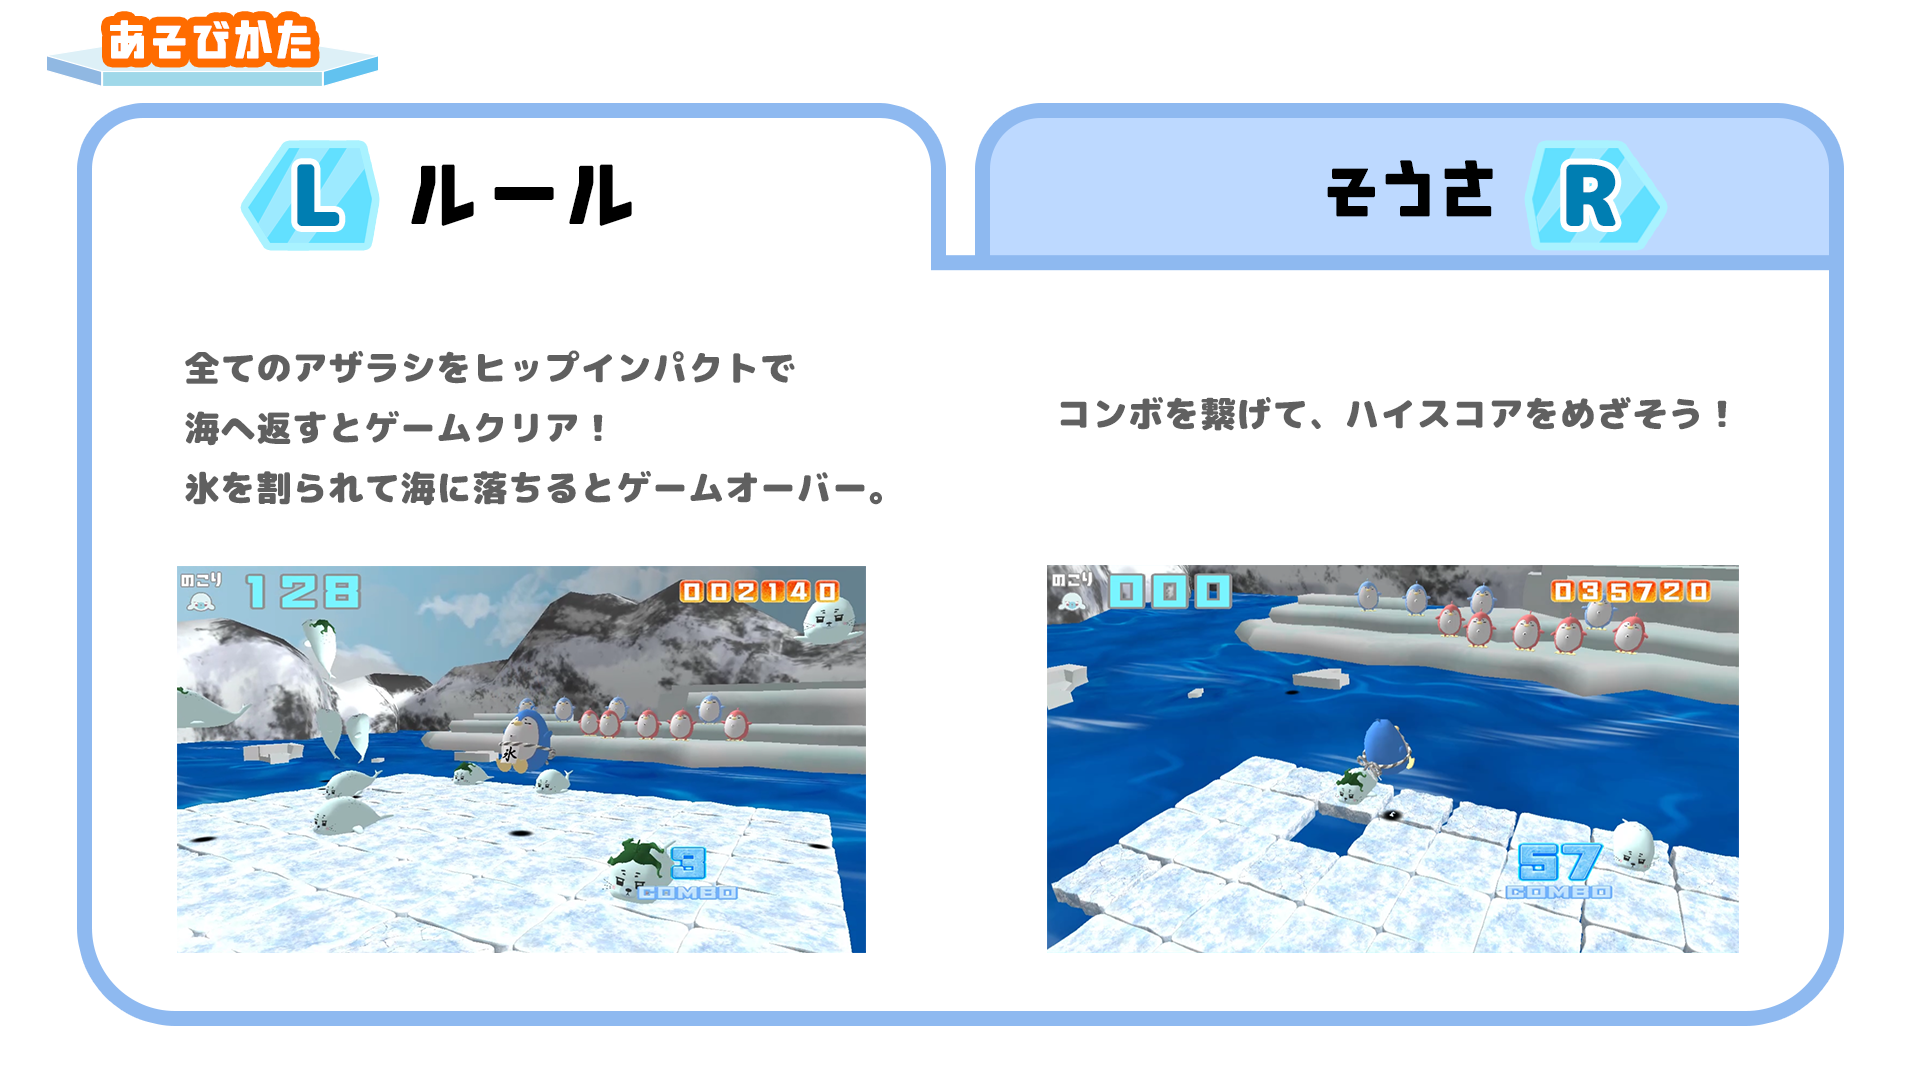 あそびかた
L ルール
そうさ R
全てのアザラシをヒップインパクトで
海へ返すとゲームクリア！
氷を割られて海に落ちるとゲームオーバー。
コンボを繋げて、ハイスコアをめざそう！
のこり 128
002140
氷
3
COMBO
のこり 000
035720
57
COMBO